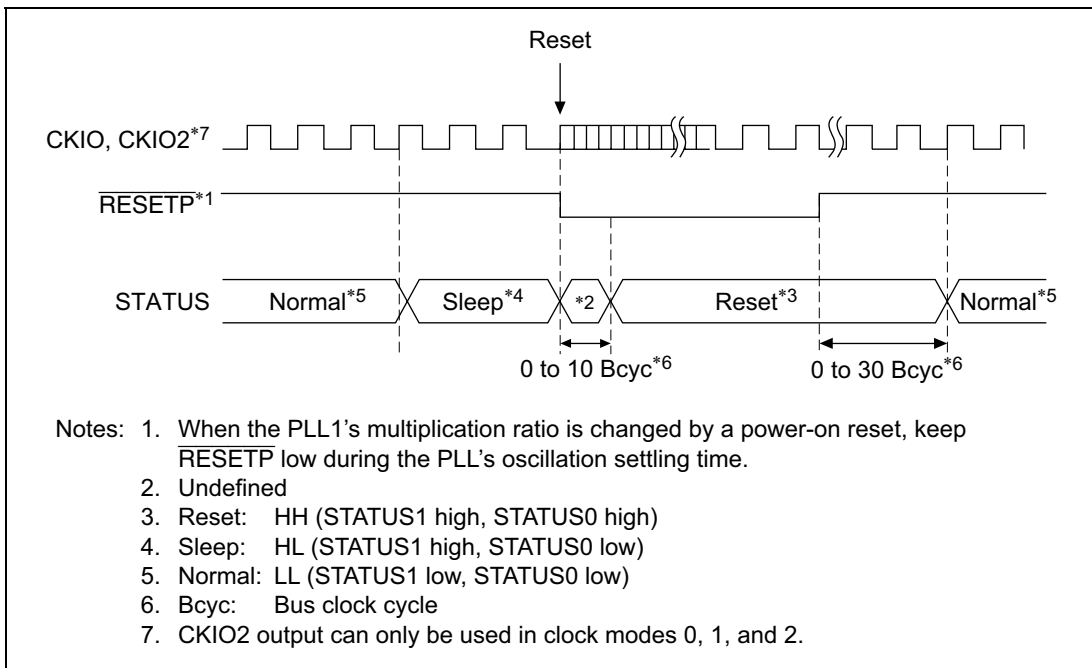 Reset
CKIO, CKIO2*7
RESETP*1
STATUS
Normal*5
Sleep*4
*2
Reset*3
Normal*5
0 to 10 Bcyc*6
0 to 30 Bcyc*6
Notes: 1. When the PLL1's multiplication ratio is changed by a power-on reset, keep
RESETP low during the PLL's oscillation settling time.
2. Undefined
3. Reset: HH (STATUS1 high, STATUS0 high)
4. Sleep: HL (STATUS1 high, STATUS0 low)
5. Normal: LL (STATUS1 low, STATUS0 low)
6. Bcyc: Bus clock cycle
7. CKIO2 output can only be used in clock modes 0, 1, and 2.